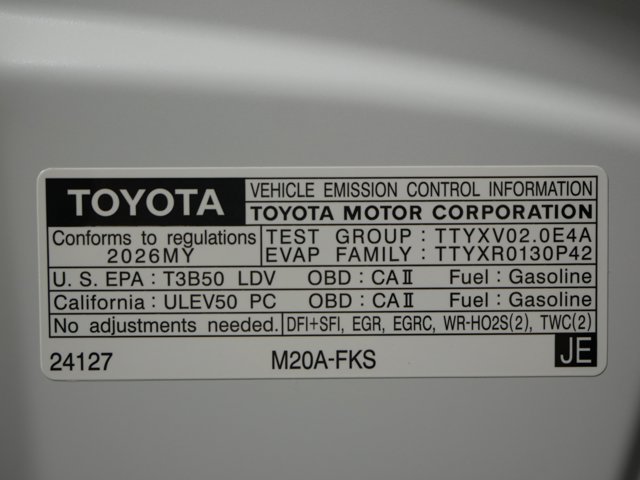 TOYOTA VEHICLE EMISSION CONTROL INFORMATION
TOYOTA MOTOR CORPORATION
Conforms to regulations TEST GROUP : TTYXV02.0E4A
2026MY EVAP FAMILY : TTYXR0130P42
U. S. EPA : T3B50 LDV OBD : CAⅡ Fuel : Gasoline
California : ULEV50 PC OBD : CAⅡ Fuel : Gasoline
No adjustments needed. DFI+SFI, EGR, EGRC, WR-HO2S(2), TWC(2)
24127 M20A-FKS JE